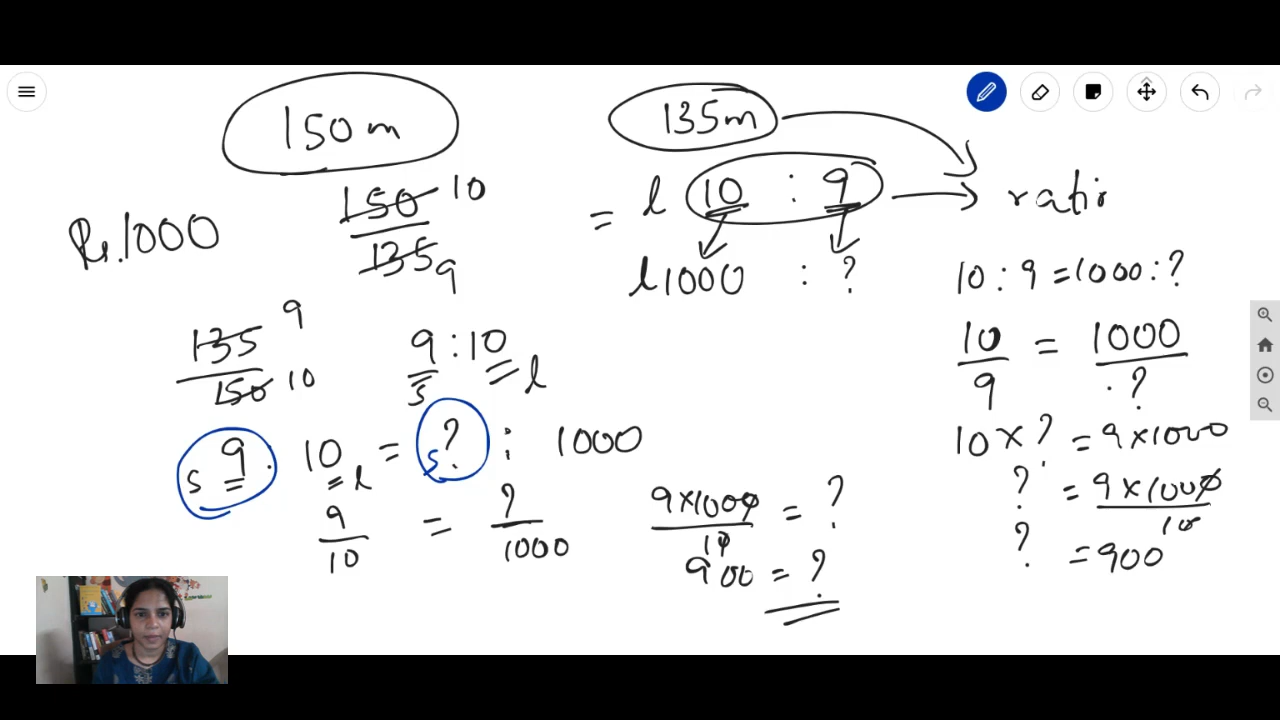 150m 135m
150 10
135 9
Rs.1000
= l 10 : 9 ratio
l 1000 : ?
10 : 9 = 1000 : ?
10/9 = 1000/?
10 × ? = 9 × 1000
? = 9 × 1000/10
? = 900
135 9
150 10
9 : 10
s l
s 9 : 10 l = s ? : 1000
9/10 = ?/1000
9 × 1000/10 = ?
900 = ?